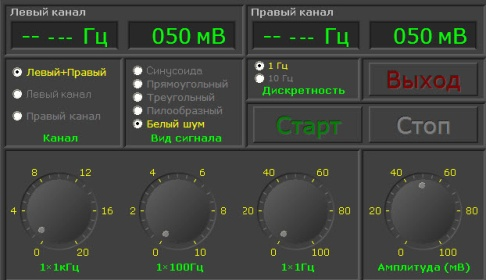 Левый канал
-- --- Гц
050 мВ
Правый канал
-- --- Гц
050 мВ
Левый+Правый
Левый канал
Правый канал
Канал
Синусоида
Прямоугольный
Треугольный
Пилообразный
Белый шум
Вид сигнала
1 Гц
10 Гц
Дискретность
Выход
Старт
Стоп
8 12
4 16
0 20
1×1кГц
4 6
2 8
0 10
1×100Гц
40 60
20 80
0 100
1×1Гц
40 60
20 80
0 100
Амплитуда (мВ)